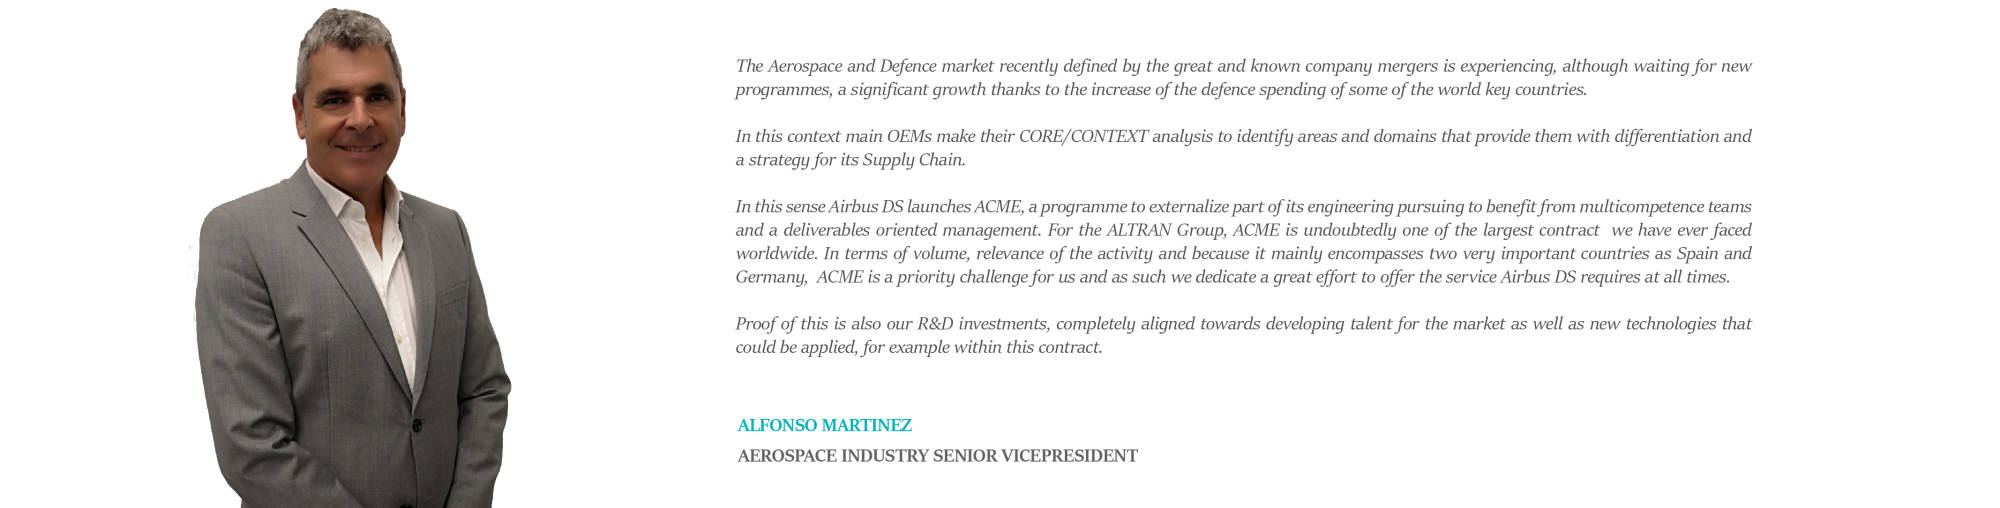 The Aerospace and Defence market recently defined by the great and known company mergers is experiencing, although waiting for new
programmes, a significant growth thanks to the increase of the defence spending of some of the world key countries.
In this context main OEMs make their CORE/CONTEXT analysis to identify areas and domains that provide them with differentiation and
a strategy for its Supply Chain.
In this sense Airbus DS launches ACME, a programme to externalize part of its engineering pursuing to benefit from multicompetence teams
and a deliverables oriented management. For the ALTRAN Group, ACME is undoubtedly one of the largest contract  we have ever faced
worldwide. In terms of volume, relevance of the activity and because it mainly encompasses two very important countries as Spain and
Germany,  ACME is a priority challenge for us and as such we dedicate a great effort to offer the service Airbus DS requires at all times.
Proof of this is also our R&D investments, completely aligned towards developing talent for the market as well as new technologies that
could be applied, for example within this contract.
ALFONSO MARTINEZ
AEROSPACE INDUSTRY SENIOR VICEPRESIDENT